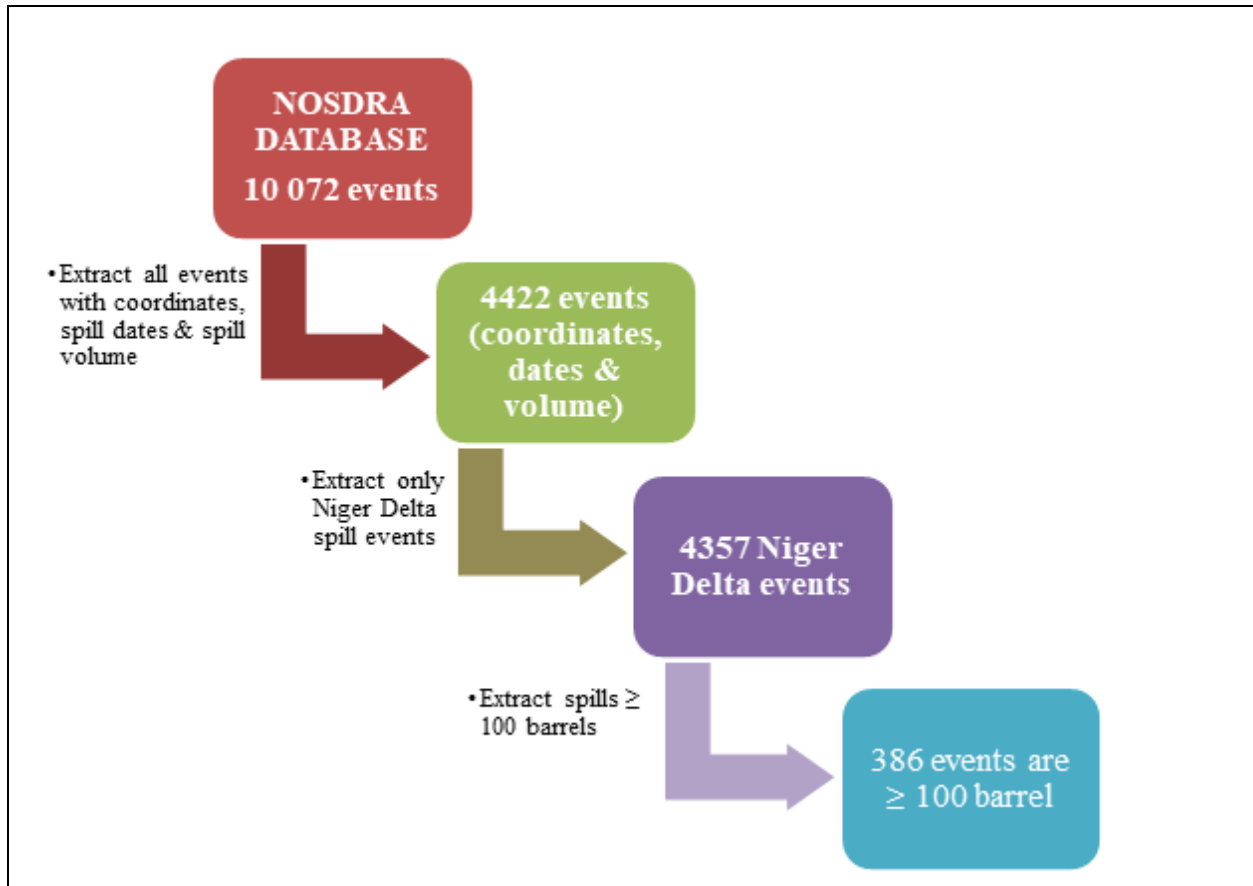 NOSDRA
DATABASE
10 072 events
•Extract all events
with coordinates,
spill dates & spill
volume
4422 events
(coordinates,
dates &
volume)
•Extract only
Niger Delta
spill events
4357 Niger
Delta events
•Extract spills ≥
100 barrels
386 events are
≥ 100 barrel